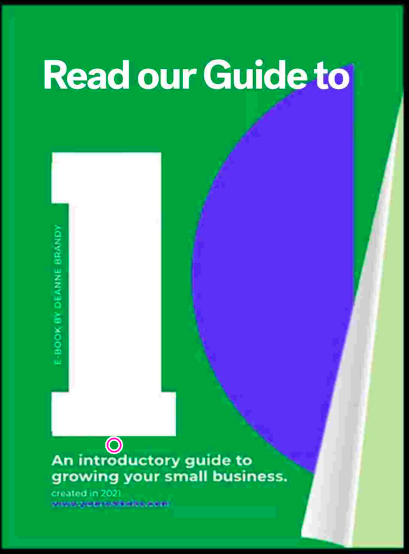 Read our Guide to
1
E-BOOK BY DEANNE BRANDY
An introductory guide to
growing your small business.
created in 2021